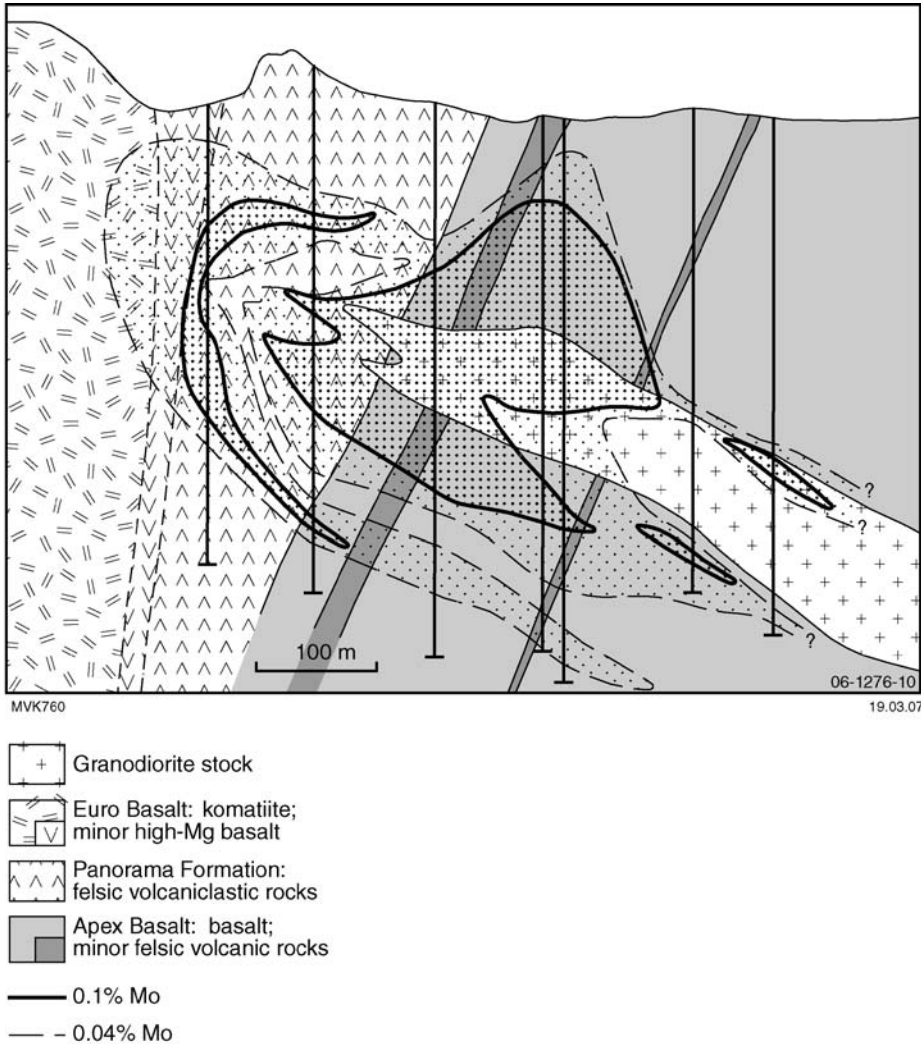 ?
?
?
100 m
06-1276-10
MVK760
19.03.07
Granodiorite stock
Euro Basalt: komatiite;
minor high-Mg basalt
Panorama Formation:
felsic volcaniclastic rocks
Apex Basalt: basalt;
minor felsic volcanic rocks
0.1% Mo
0.04% Mo